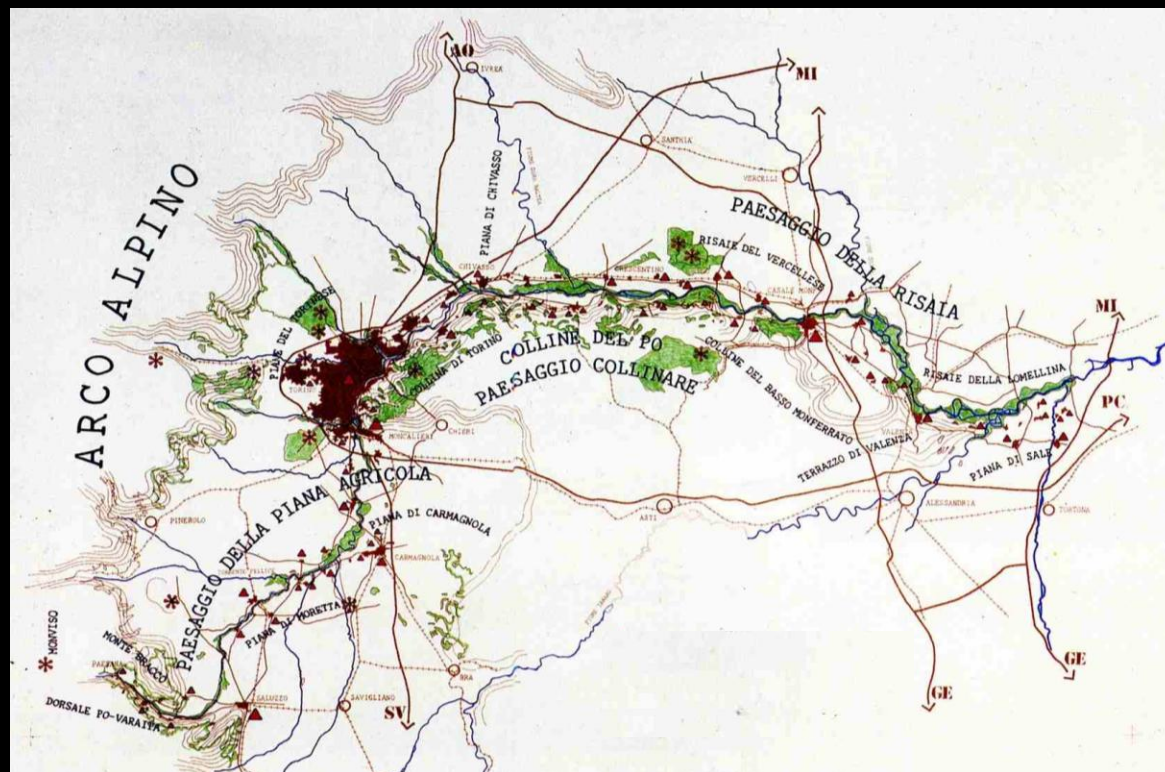 AO
IVREA
MI
SANTHIA
VERCELLI
ARCO ALPINO
PIANA DI CHIVASSO
PAESAGGIO DELLA RISAIA
RISAIE DEL VERCELLESE
CHIVASSO
CRESCENTINO
CASALE MONF
PIANE DEL TORINESE
COLLINA DI TORINO
COLLINE DEL PO
PAESAGGIO COLLINARE
COLLINE DEL BASSO MONFERRATO
MI
RISAIE DELLA LOMELLINA
PC
MONCALIERI
CHIERI
TERRAZZO DI VALENZA
PIANA DI SALE
PAESAGGIO DELLA PIANA AGRICOLA
PINEROLO
PIANA DI CARMAGNOLA
ASTI
ALESSANDRIA
TORTONA
CARMAGNOLA
PIANA DI MORETTA
MONVISO
MONTE BRACCO
PAESANA
DORSALE PO-VARAITA
SALUZZO
SAVIGLIANO
BRA
SV
GE
GE